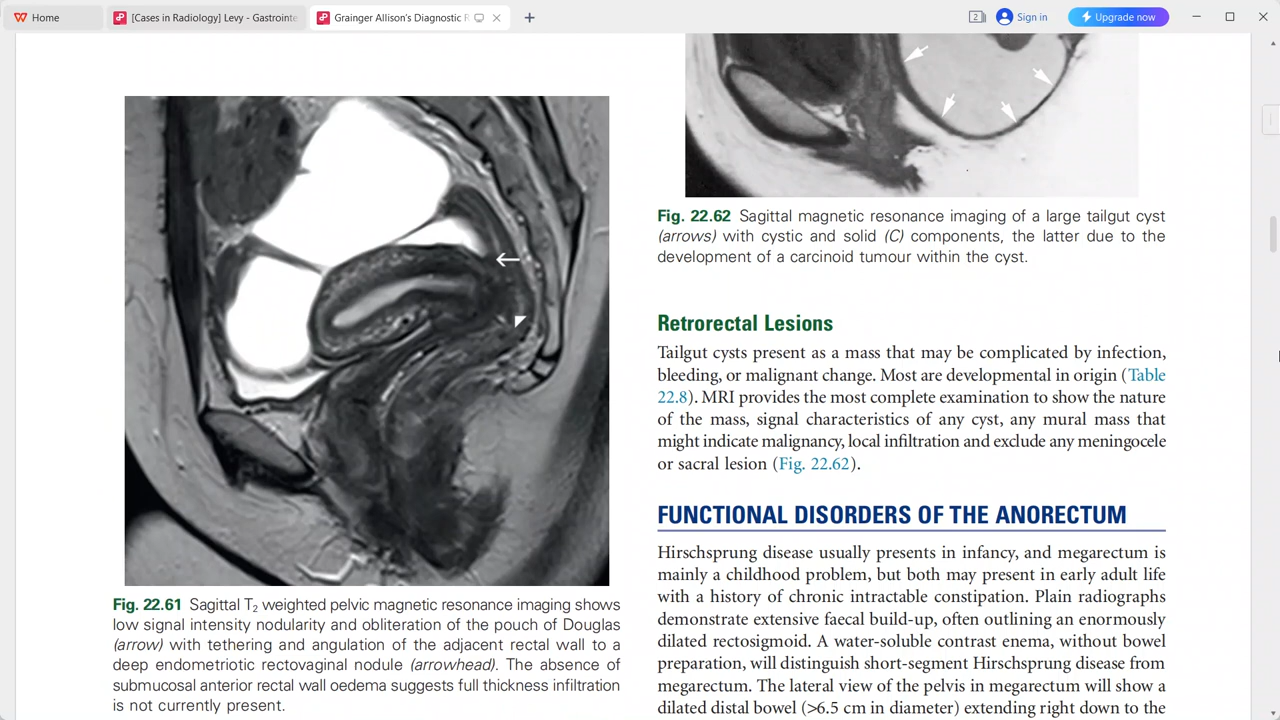 Home
[Cases in Radiology] Levy - Gastrointe
Grainger Allison's Diagnostic R
2
Sign in
Upgrade now
Fig. 22.61 Sagittal T2 weighted pelvic magnetic resonance imaging shows
low signal intensity nodularity and obliteration of the pouch of Douglas
(arrow) with tethering and angulation of the adjacent rectal wall to a
deep endometriotic rectovaginal nodule (arrowhead). The absence of
submucosal anterior rectal wall oedema suggests full thickness infiltration
is not currently present.
Fig. 22.62 Sagittal magnetic resonance imaging of a large tailgut cyst
(arrows) with cystic and solid (C) components, the latter due to the
development of a carcinoid tumour within the cyst.
Retrorectal Lesions
Tailgut cysts present as a mass that may be complicated by infection,
bleeding, or malignant change. Most are developmental in origin (Table
22.8). MRI provides the most complete examination to show the nature
of the mass, signal characteristics of any cyst, any mural mass that
might indicate malignancy, local infiltration and exclude any meningocele
or sacral lesion (Fig. 22.62).
FUNCTIONAL DISORDERS OF THE ANORECTUM
Hirschsprung disease usually presents in infancy, and megarectum is
mainly a childhood problem, but both may present in early adult life
with a history of chronic intractable constipation. Plain radiographs
demonstrate extensive faecal build-up, often outlining an enormously
dilated rectosigmoid. A water-soluble contrast enema, without bowel
preparation, will distinguish short-segment Hirschsprung disease from
megarectum. The lateral view of the pelvis in megarectum will show a
dilated distal bowel (>6.5 cm in diameter) extending right down to the